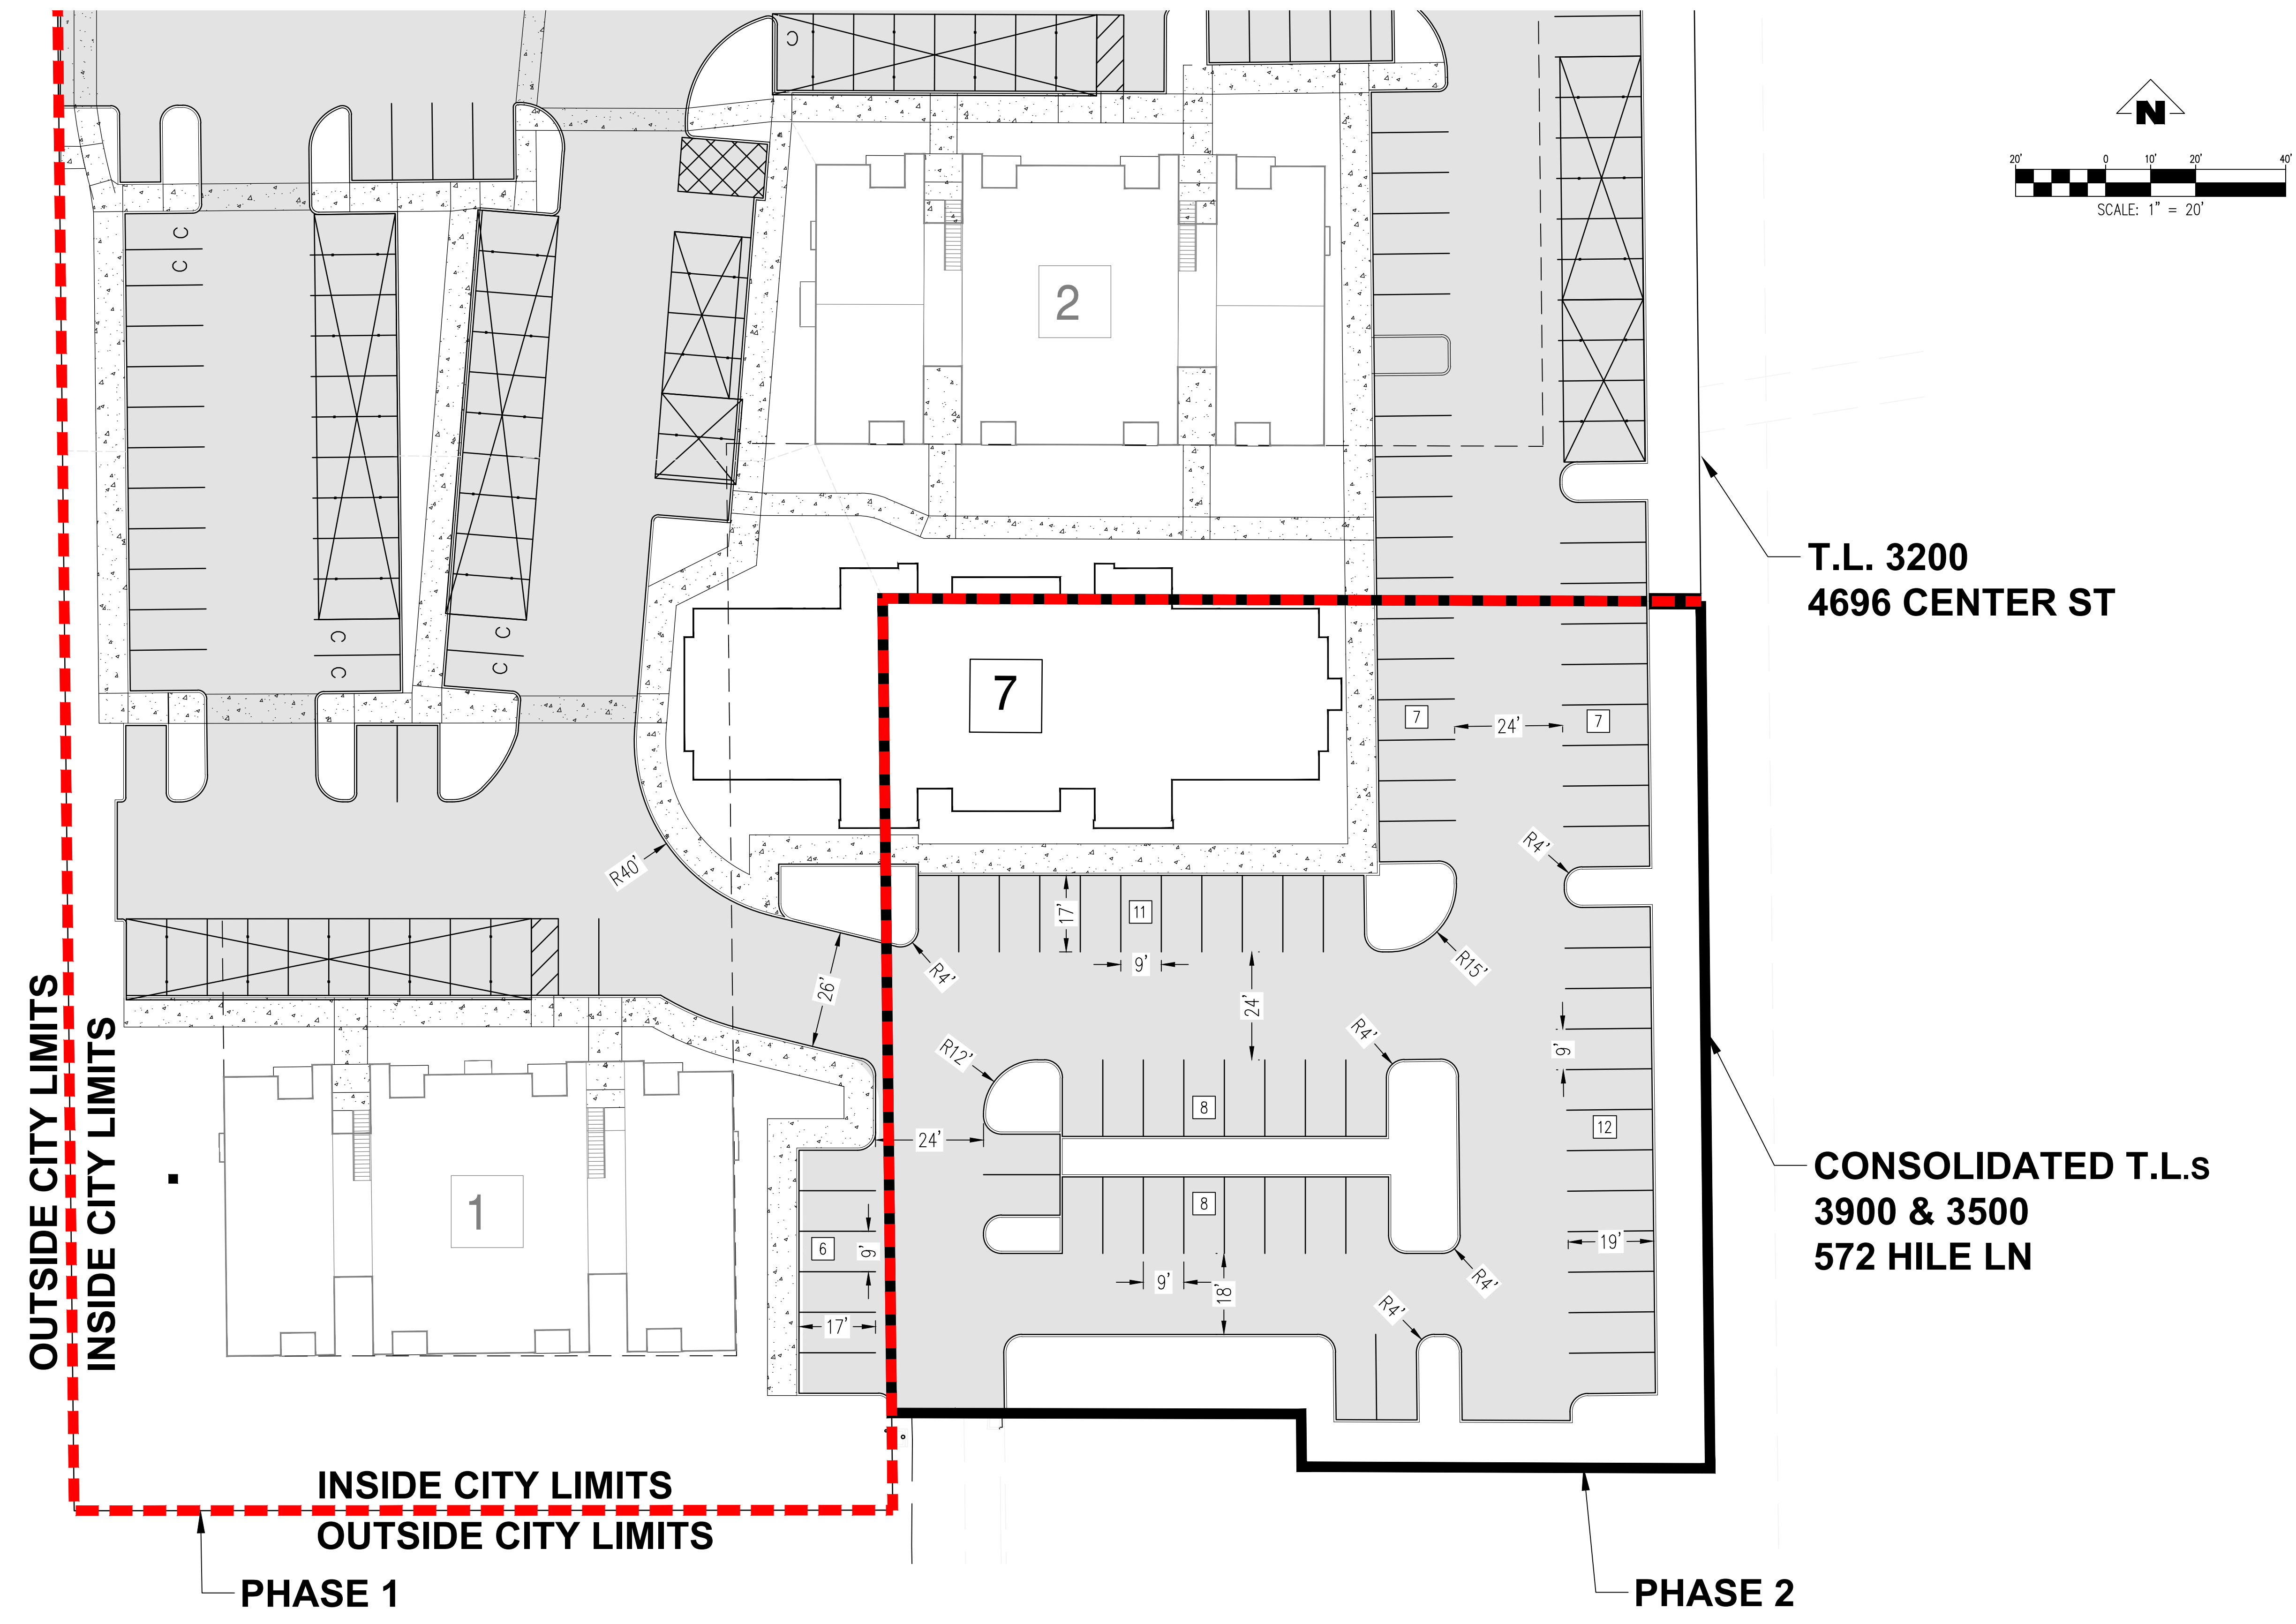 C
N
20' 0 10' 20' 40'
SCALE: 1" = 20'
C
C
2
T.L. 3200
4696 CENTER ST
C
C
C
C
7
7
24'
7
R40'
R4'
17'
11
9'
R15'
26'
R4'
24'
R12'
R4'
9'
8
12
24'
CONSOLIDATED T.L.s
3900 & 3500
572 HILE LN
1
8
6
9'
19'
9'
18'
R4'
R4'
17'
OUTSIDE CITY LIMITS
INSIDE CITY LIMITS
INSIDE CITY LIMITS
OUTSIDE CITY LIMITS
PHASE 1
PHASE 2